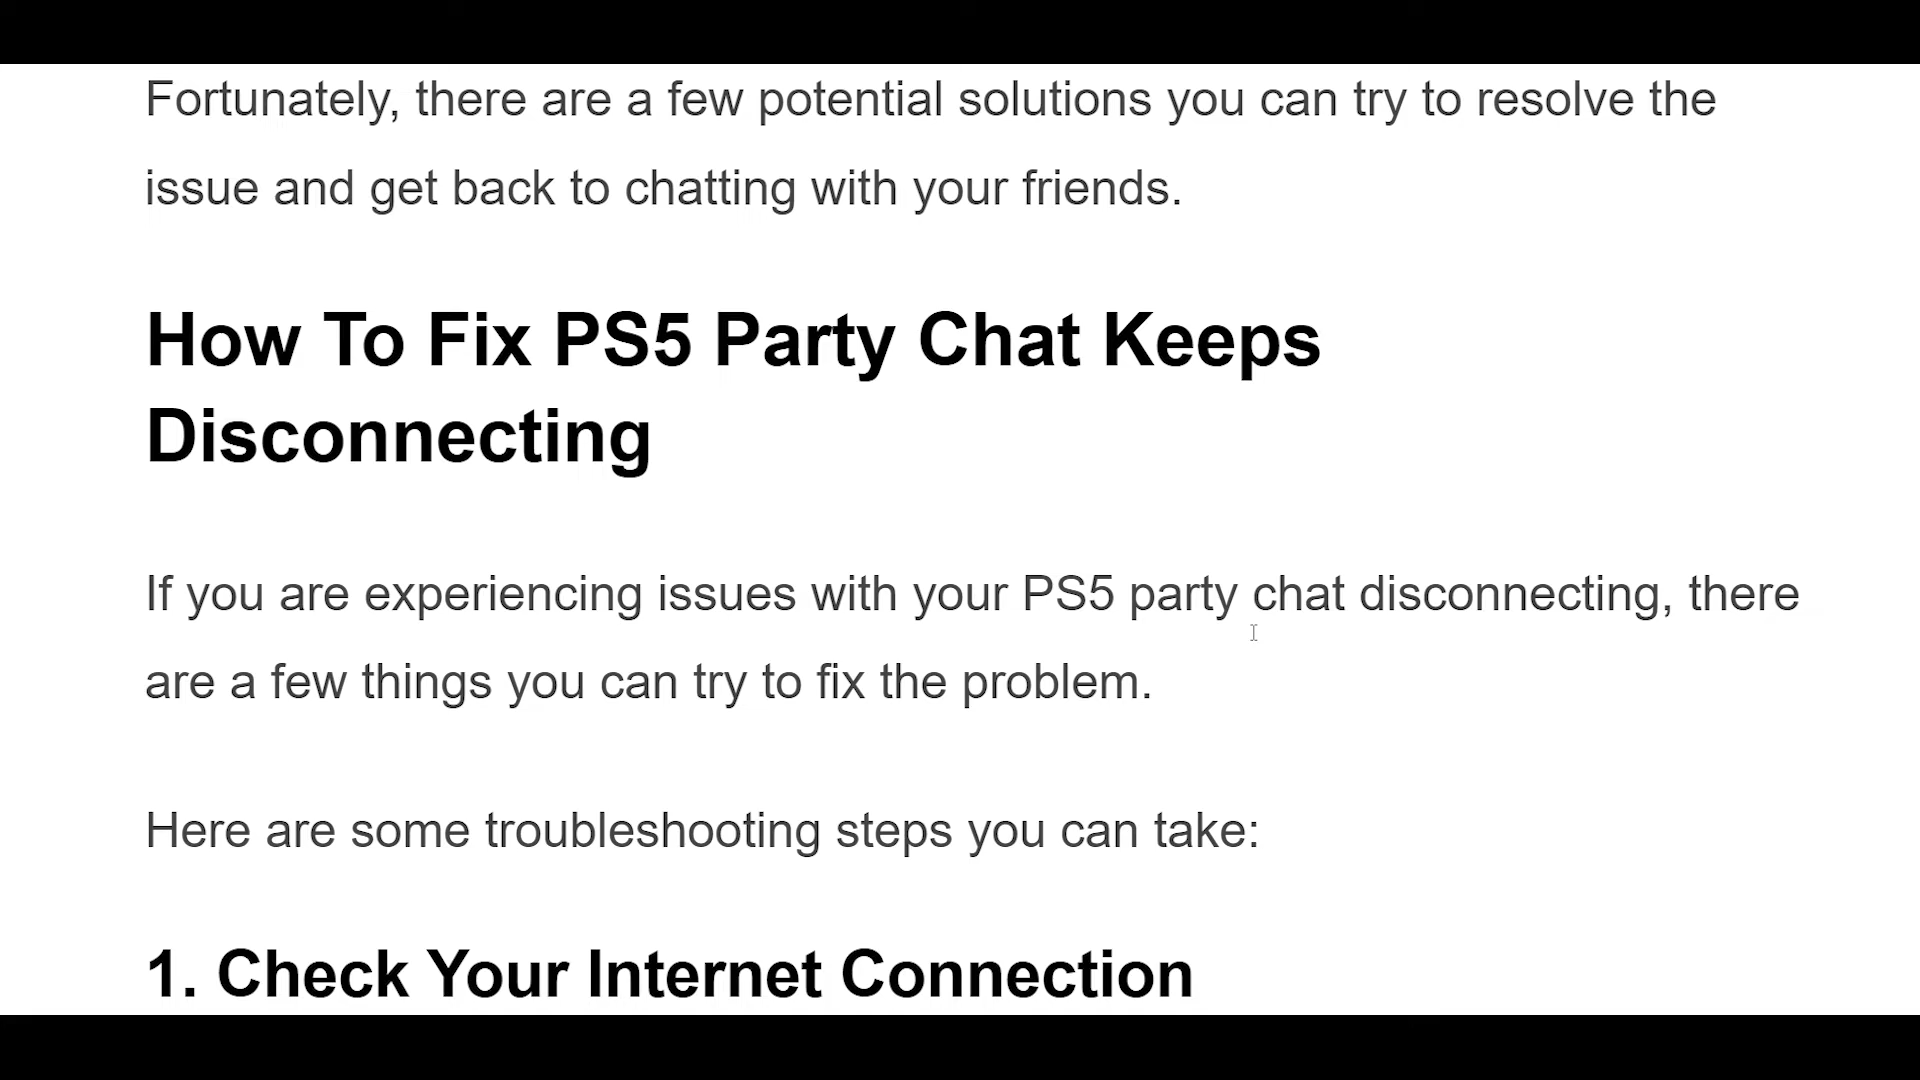 Fortunately, there are a few potential solutions you can try to resolve the
issue and get back to chatting with your friends.
How To Fix PS5 Party Chat Keeps
Disconnecting
If you are experiencing issues with your PS5 party chat disconnecting, there
are a few things you can try to fix the problem.
Here are some troubleshooting steps you can take:
1. Check Your Internet Connection